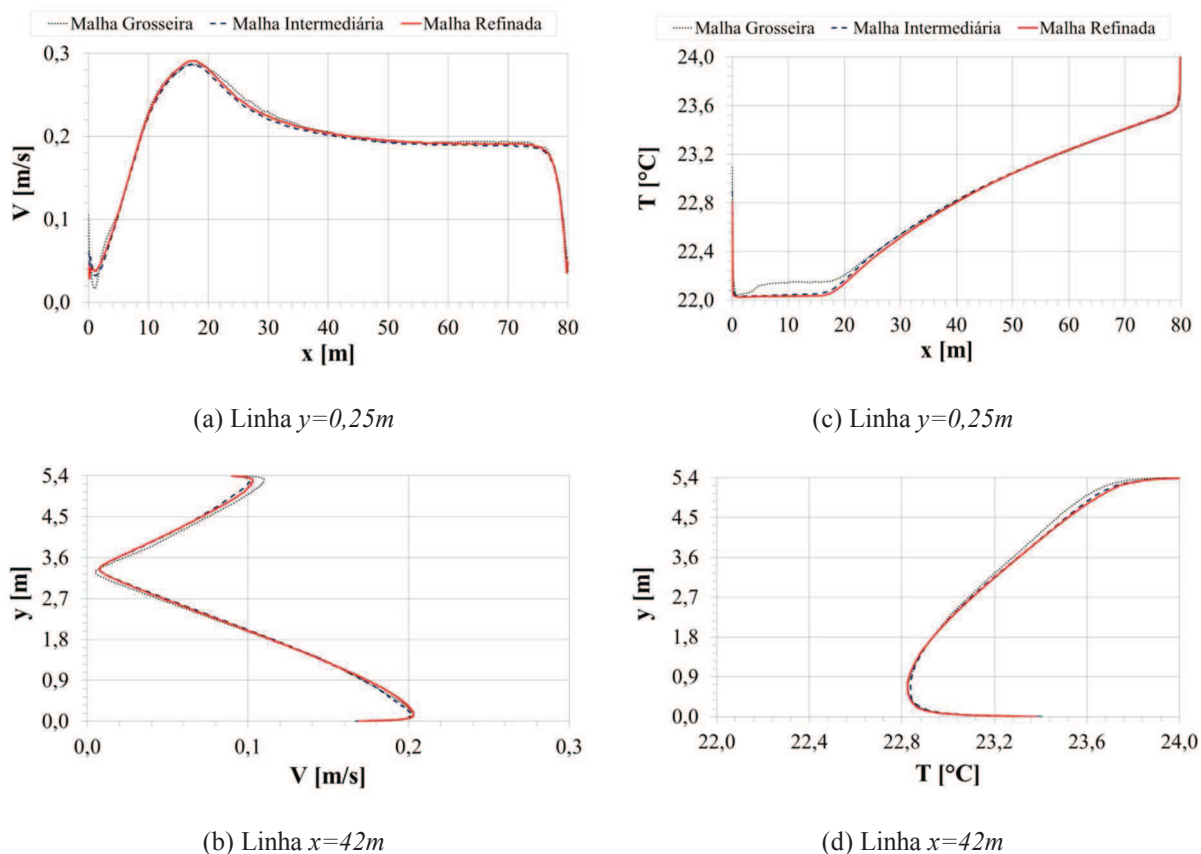 Malha Grosseira Malha Intermediária Malha Refinada
0,3
0,2
0,1
0,0
V [m/s]
0 10 20 30 40 50 60 70 80
x [m]
(a) Linha y=0,25m
Malha Grosseira Malha Intermediária Malha Refinada
24,0
23,6
23,2
22,8
22,4
22,0
T [°C]
0 10 20 30 40 50 60 70 80
x [m]
(c) Linha y=0,25m
5,4
4,5
3,6
2,7
1,8
0,9
0,0
y [m]
0,0 0,1 0,2 0,3
V [m/s]
(b) Linha x=42m
5,4
4,5
3,6
2,7
1,8
0,9
0,0
y [m]
22,0 22,4 22,8 23,2 23,6 24,0
T [°C]
(d) Linha x=42m